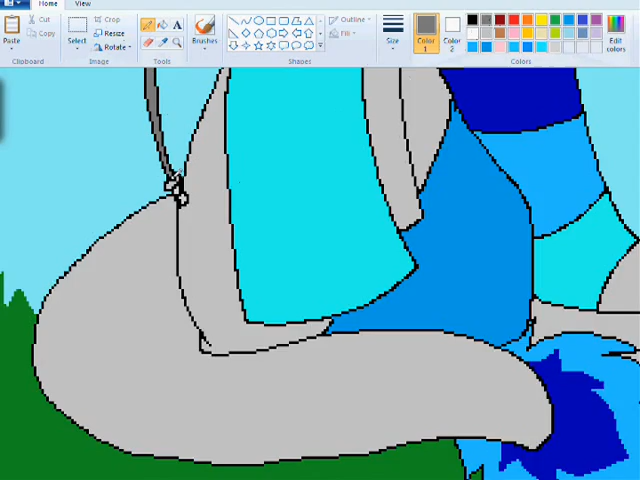 Home View
Paste
Cut
Copy
Clipboard
Select
Crop
Resize
Rotate
Image
A
Tools
Brushes
Outline
Fill
Shapes
Size
Color
1
Color
2
Edit
colors
Colors